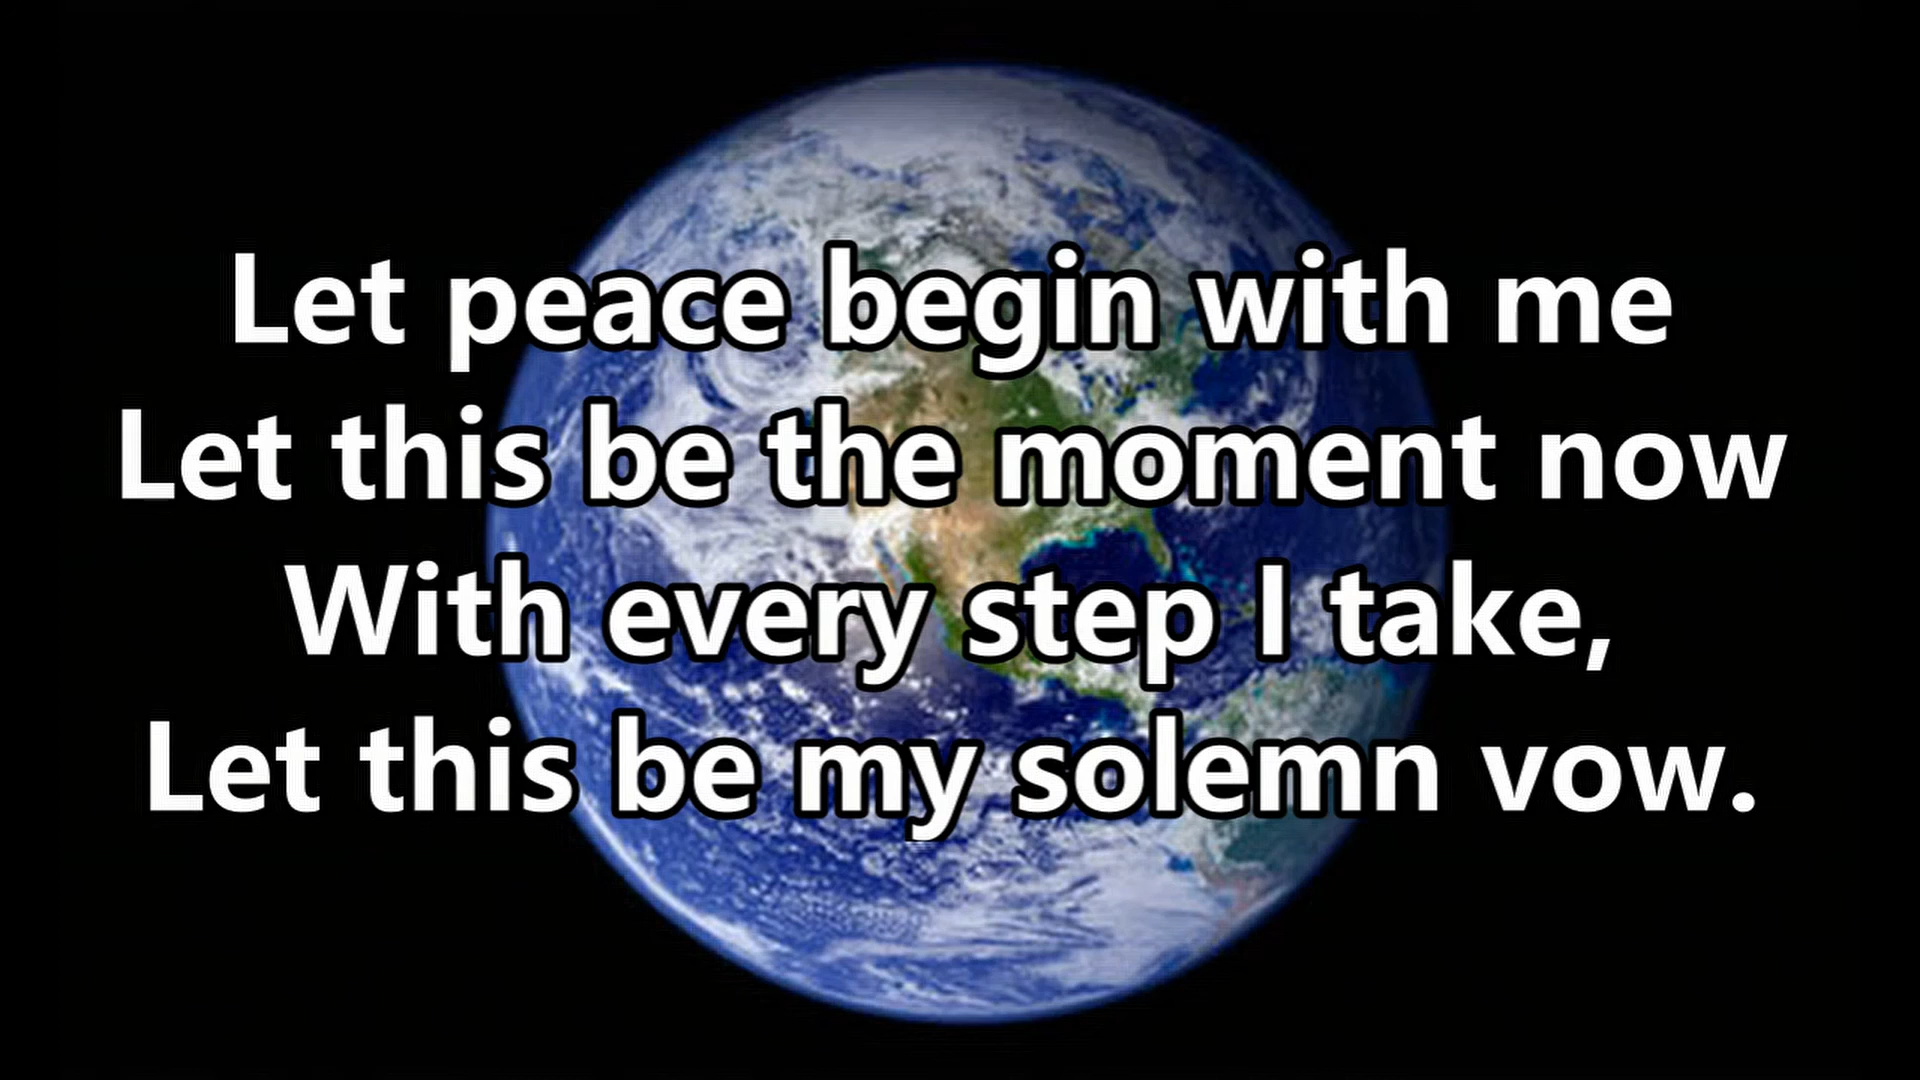 Let peace begin with me
Let this be the moment now
With every step I take,
Let this be my solemn vow.